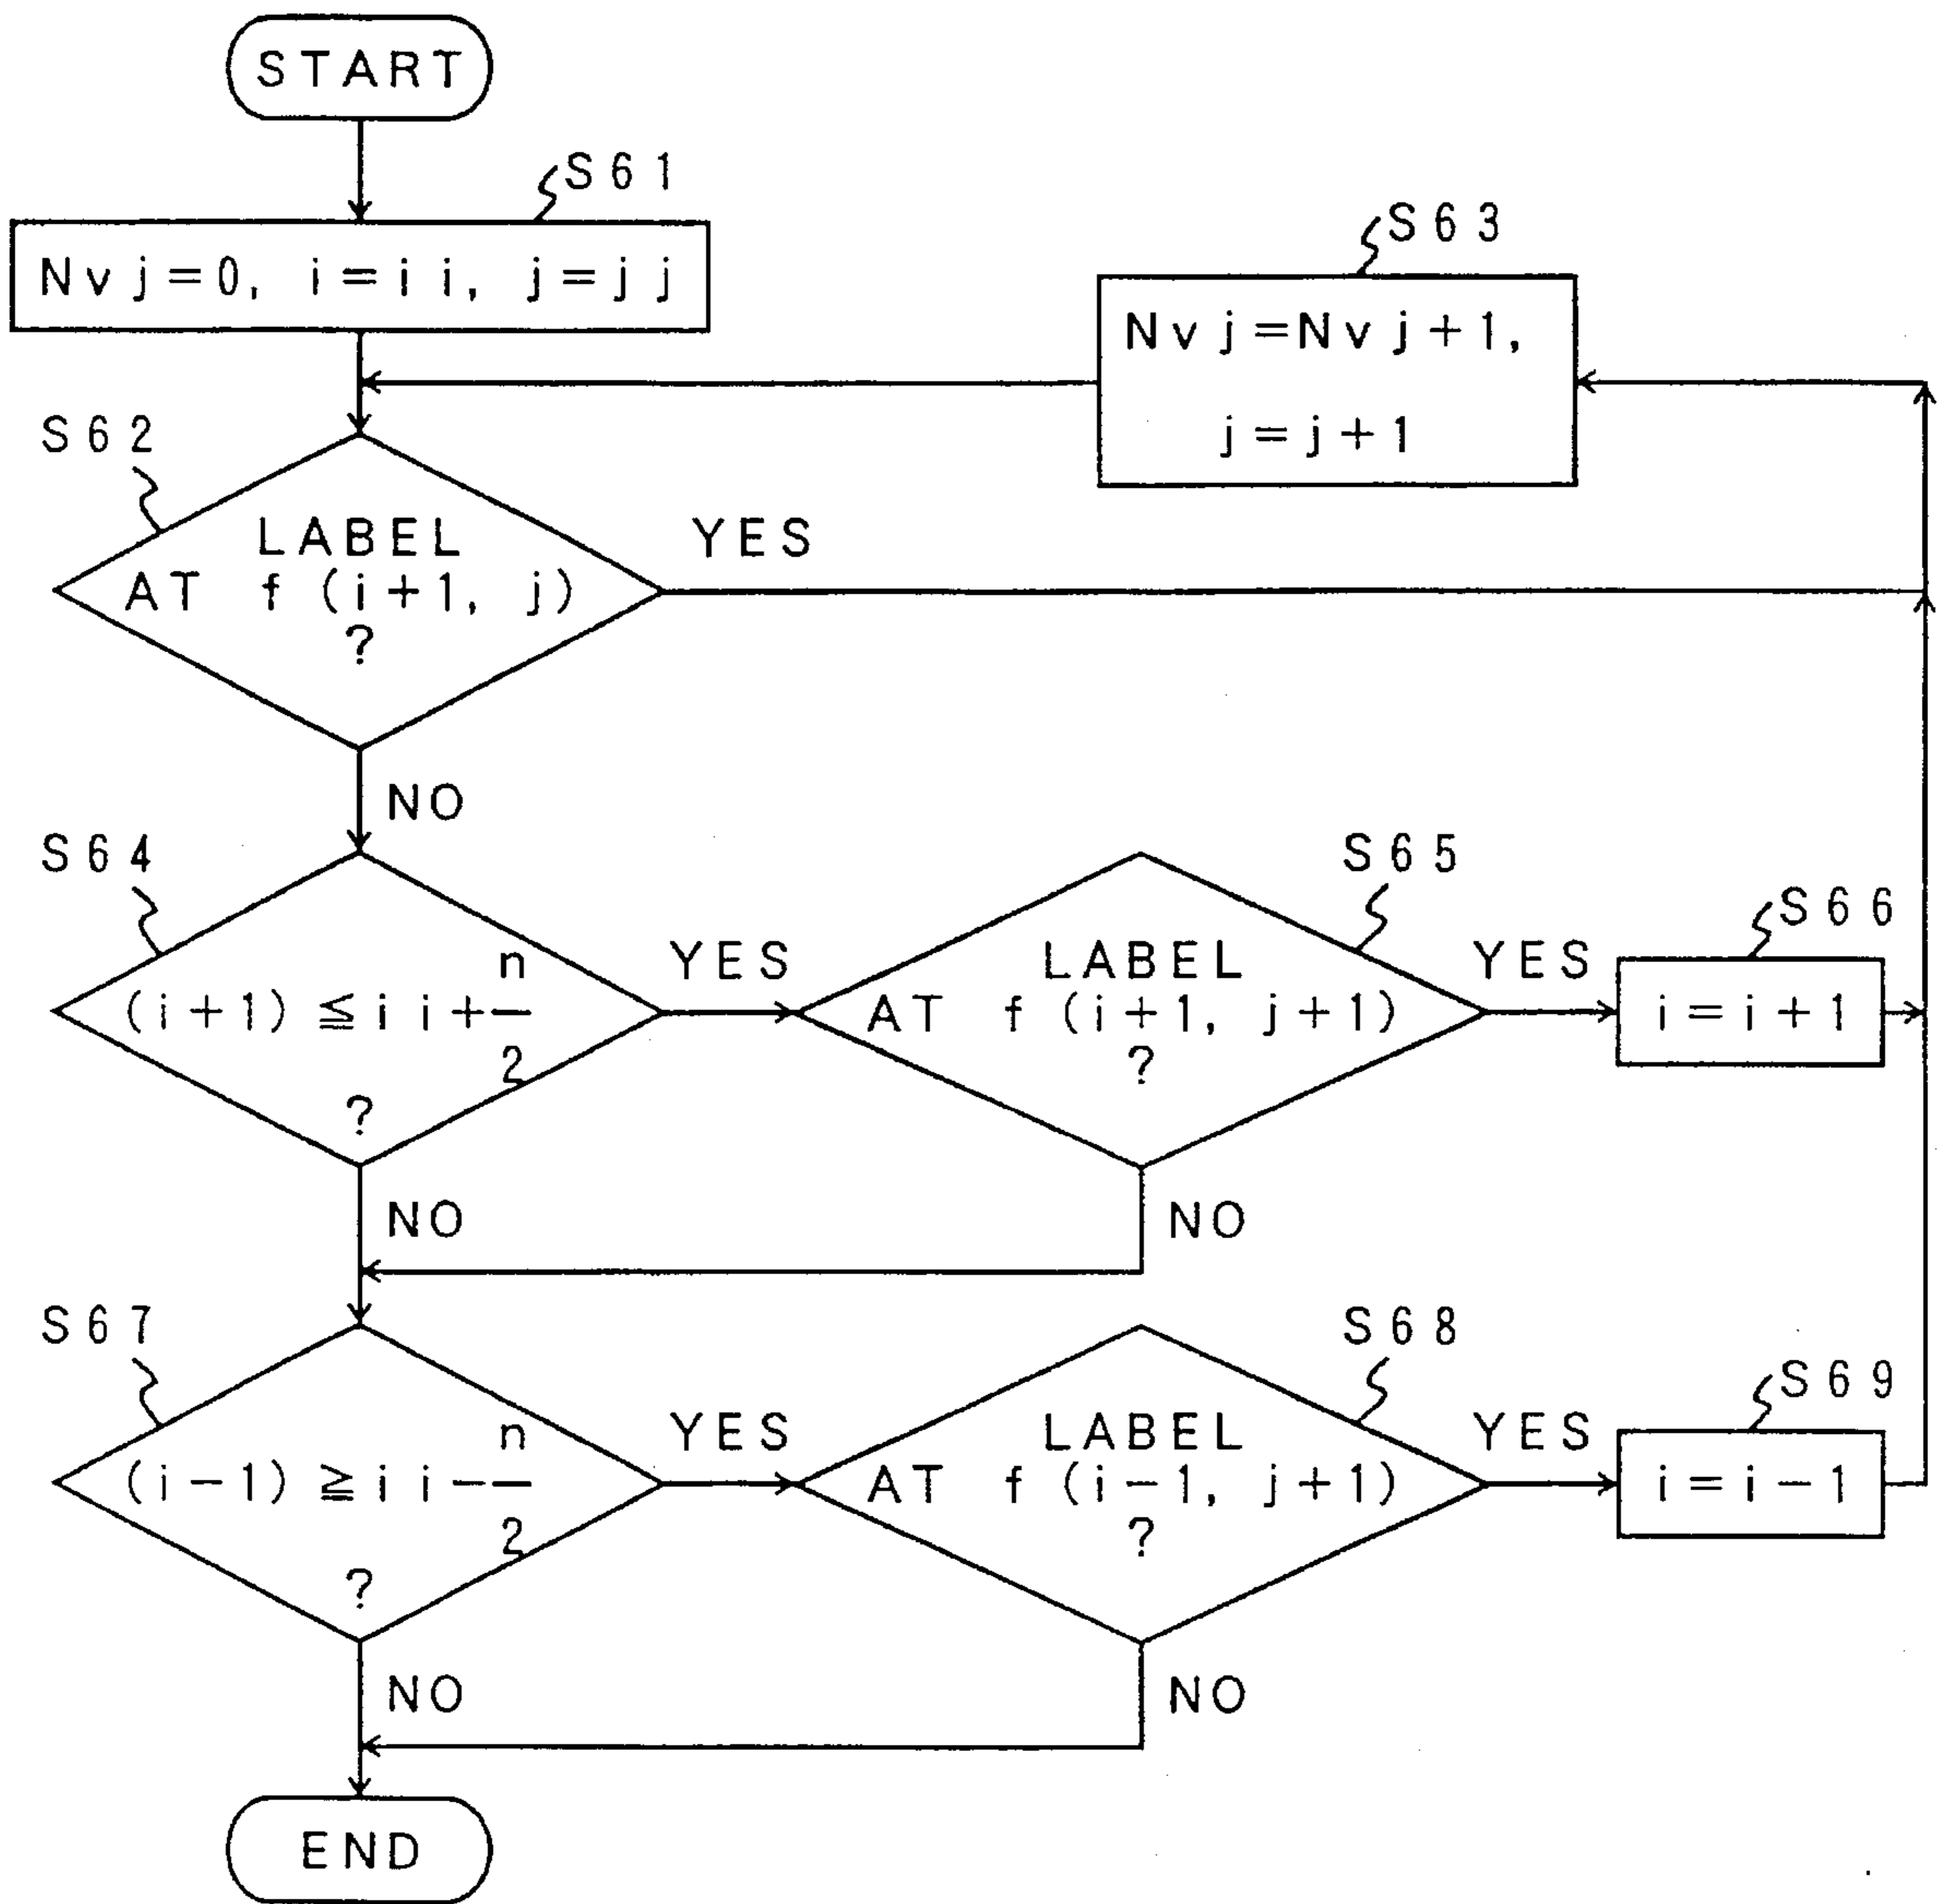 START
S61
Nvj=0, i=ii, j=jj
S63
Nvj=Nvj+1,
j=j+1
S62
LABEL
AT f(i+1, j)
?
YES
NO
S64
n
(i+1)≦ii+—
2
?
YES
NO
S65
LABEL
AT f(i+1, j+1)
?
YES
NO
S66
i=i+1
S67
n
(i-1)≧ii-—
2
?
YES
NO
S68
LABEL
AT f(i-1, j+1)
?
YES
NO
S69
i=i-1
END